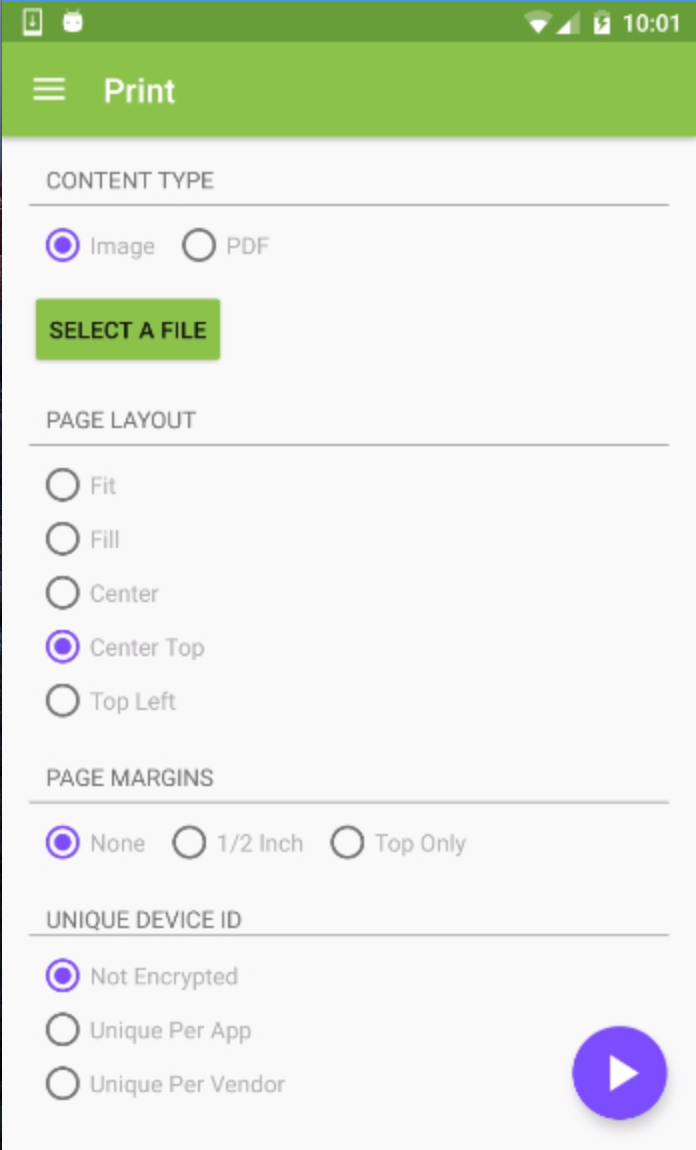 10:01
Print
CONTENT TYPE
Image PDF
SELECT A FILE
PAGE LAYOUT
Fit
Fill
Center
Center Top
Top Left
PAGE MARGINS
None 1/2 Inch Top Only
UNIQUE DEVICE ID
Not Encrypted
Unique Per App
Unique Per Vendor